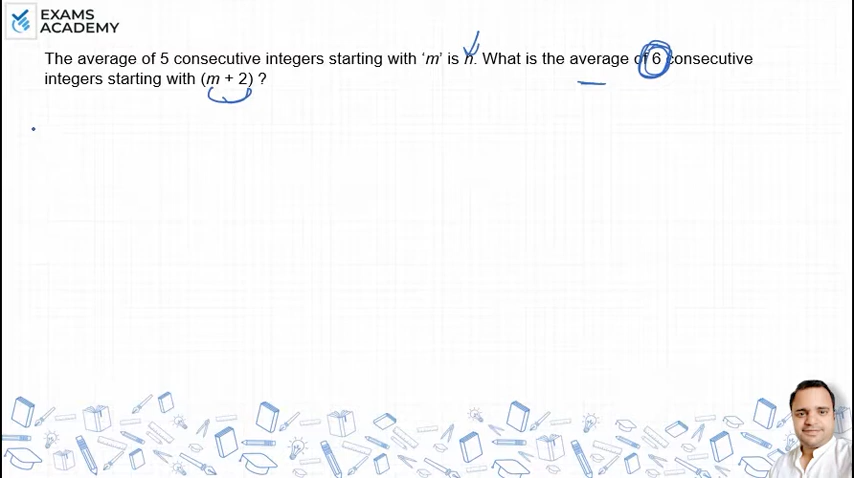 EXAMS
ACADEMY
The average of 5 consecutive integers starting with ‘m’ is n. What is the average of 6 consecutive
integers starting with (m + 2) ?